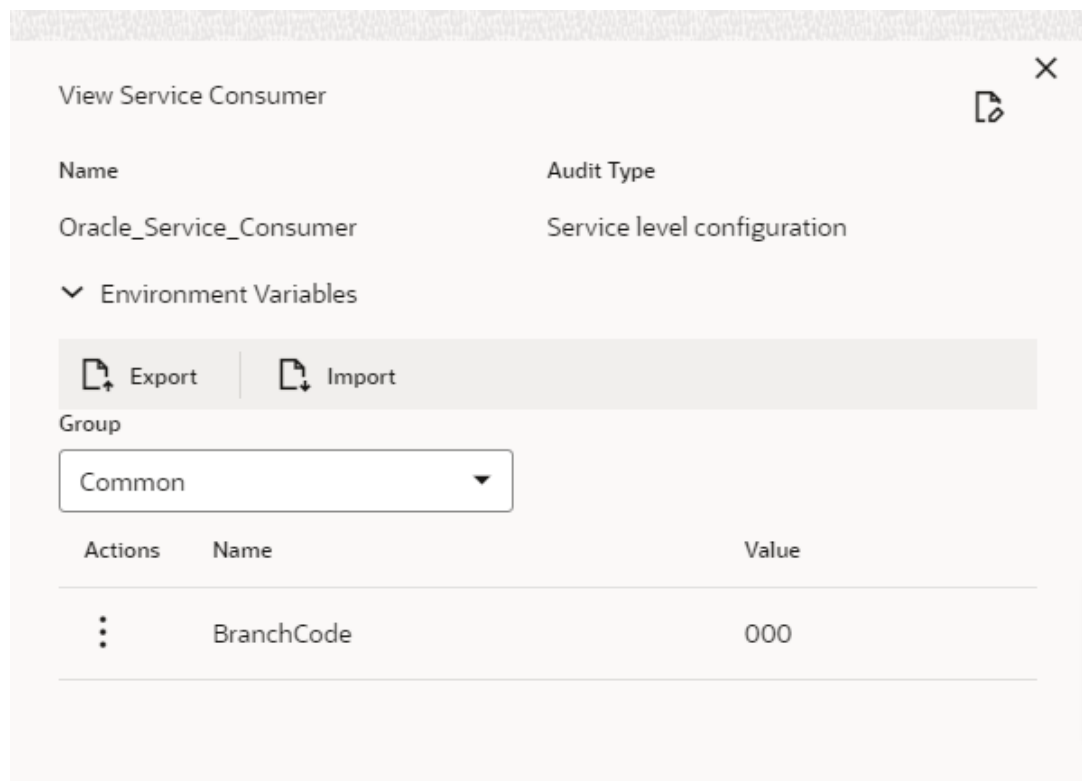 View Service Consumer
Name Audit Type
Oracle_Service_Consumer Service level configuration
Environment Variables
Export Import
Group
Common
Actions Name Value
BranchCode 000